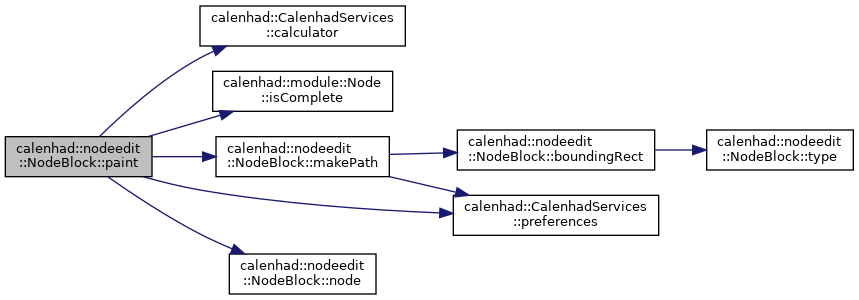 calenhad::CalenhadServices
::calculator
calenhad::module::Node
::isComplete
calenhad::nodeedit
::NodeBlock::paint
calenhad::nodeedit
::NodeBlock::makePath
calenhad::nodeedit
::NodeBlock::boundingRect
calenhad::nodeedit
::NodeBlock::type
calenhad::CalenhadServices
::preferences
calenhad::nodeedit
::NodeBlock::node